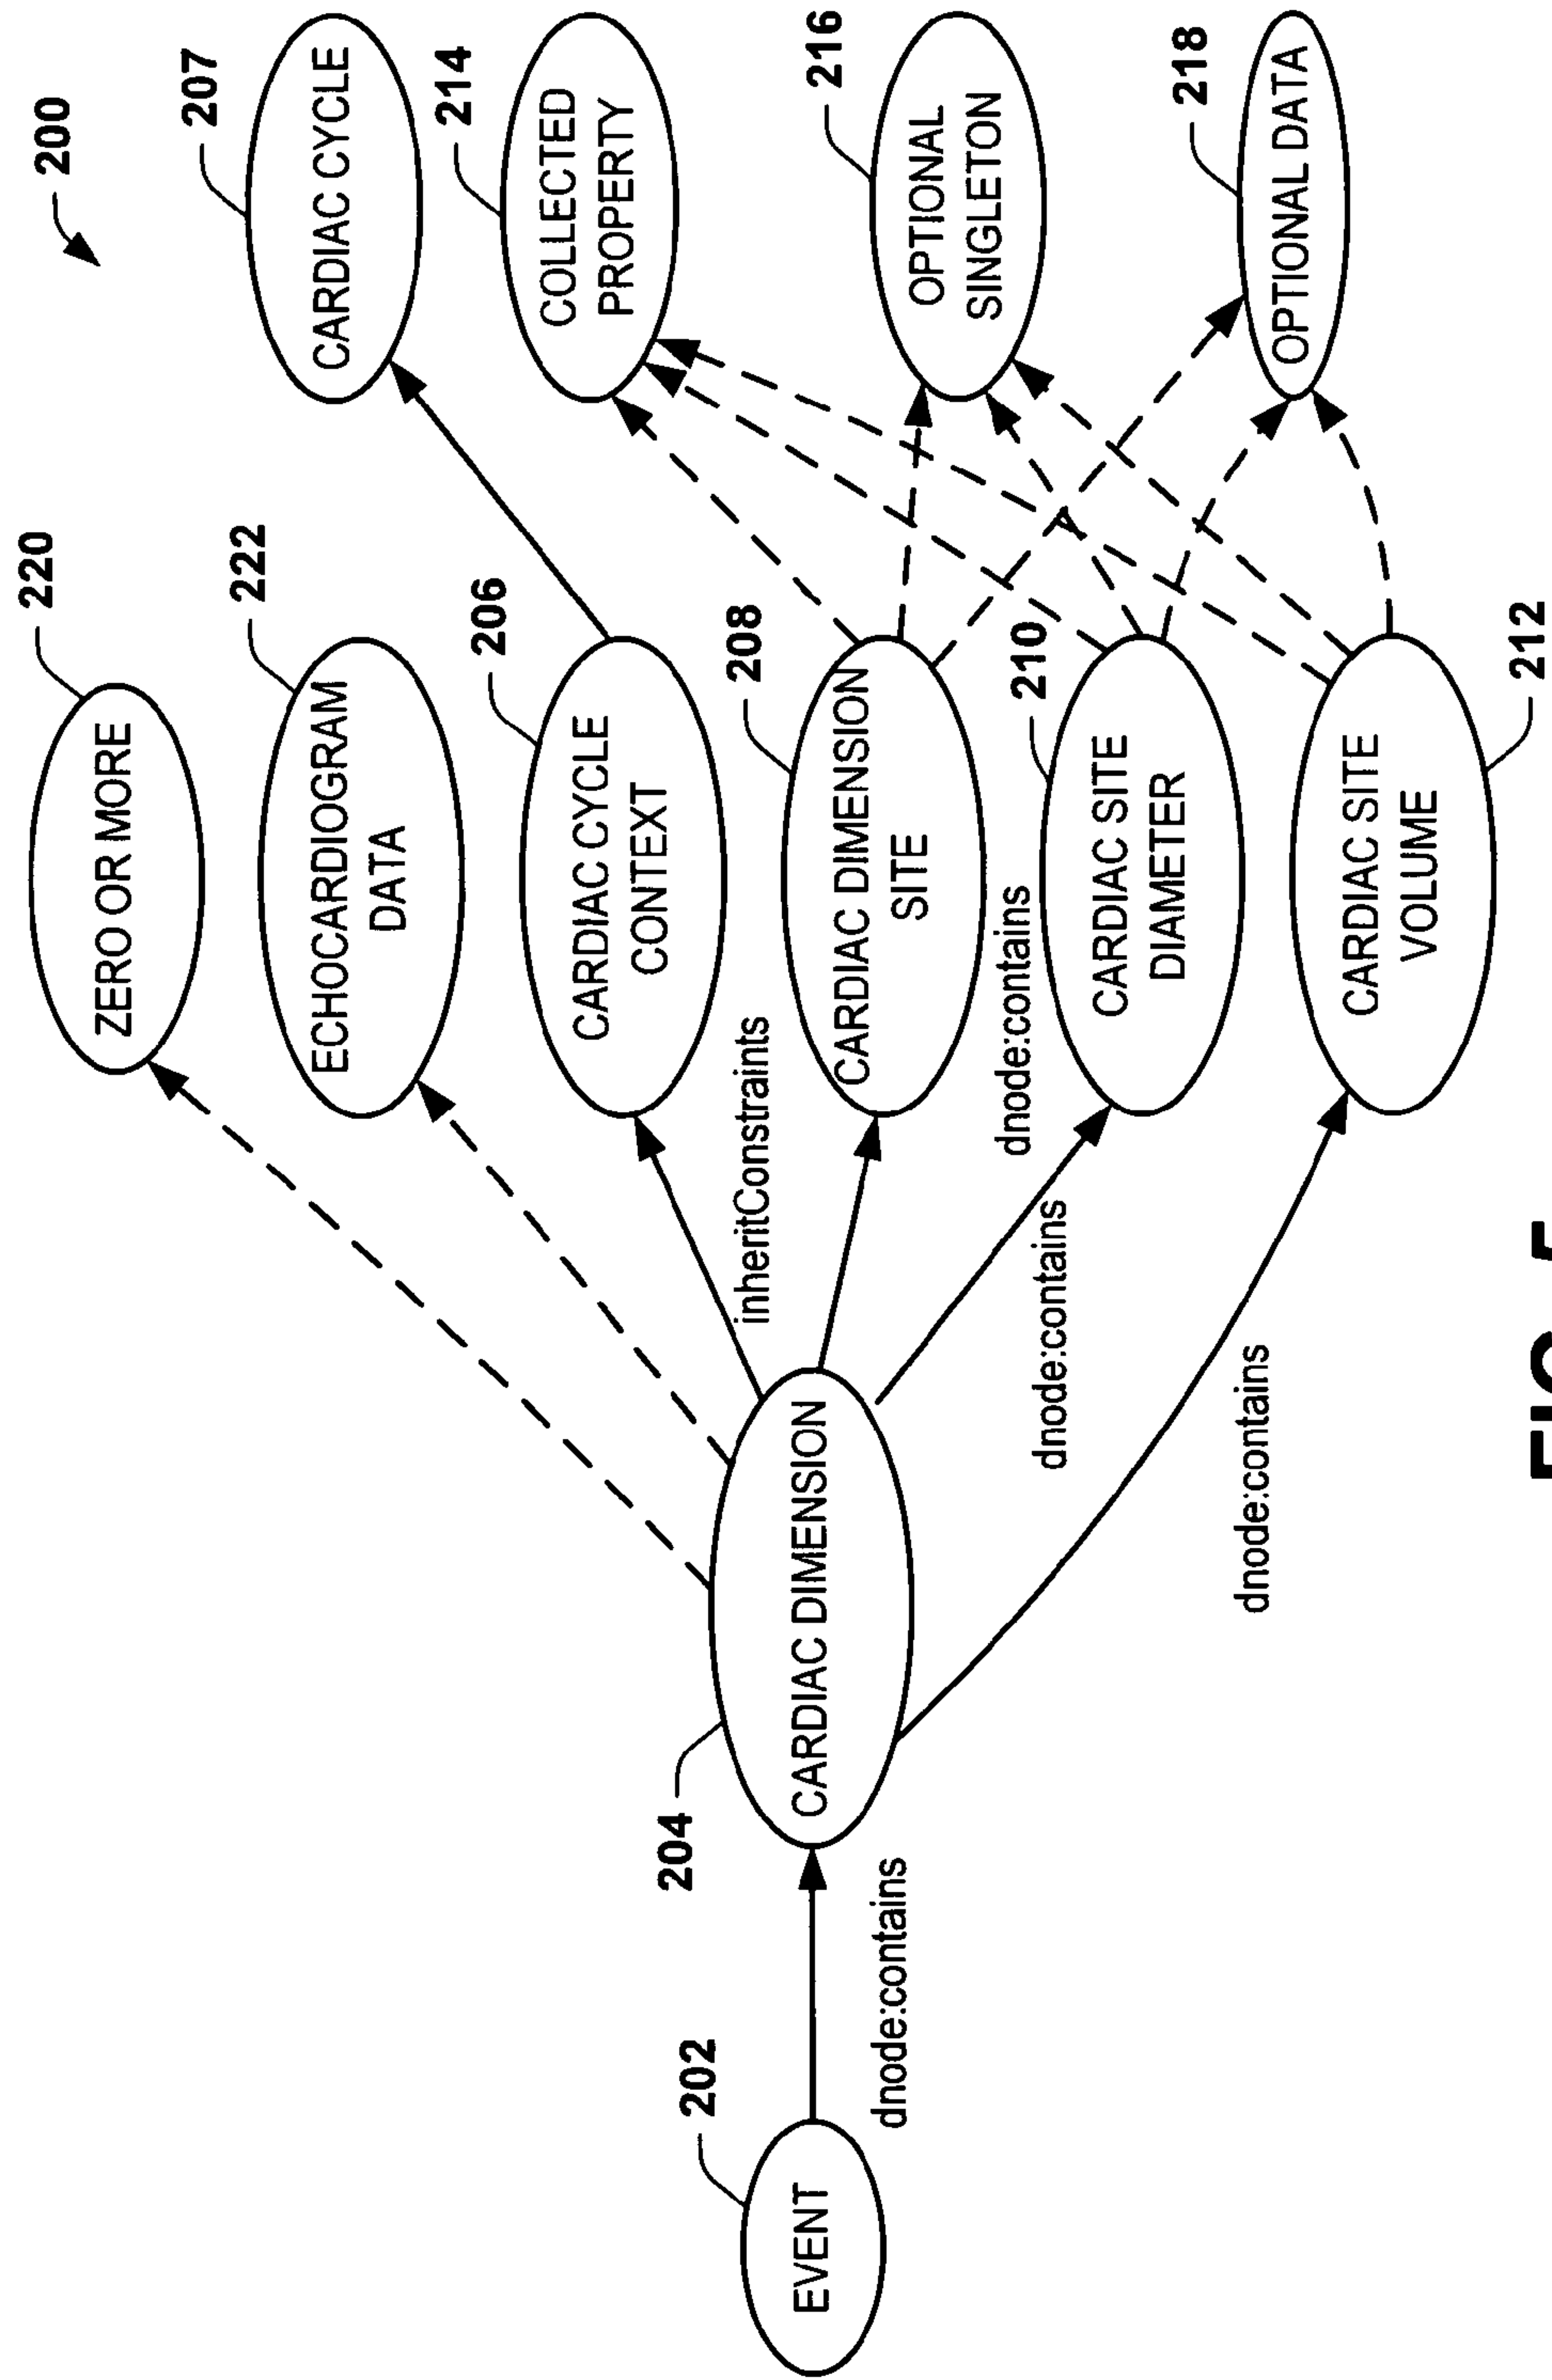 200
220
ZERO OR MORE
222
ECHOCARDIOGRAM
DATA
207
CARDIAC CYCLE
206
CARDIAC CYCLE
CONTEXT
214
COLLECTED
PROPERTY
204
CARDIAC DIMENSION
inheritConstraints
208
CARDIAC DIMENSION
SITE
216
OPTIONAL
SINGLETON
202
EVENT
dnode:contains
dnode:contains
210
CARDIAC SITE
DIAMETER
dnode:contains
218
OPTIONAL DATA
dnode:contains
CARDIAC SITE
VOLUME
212